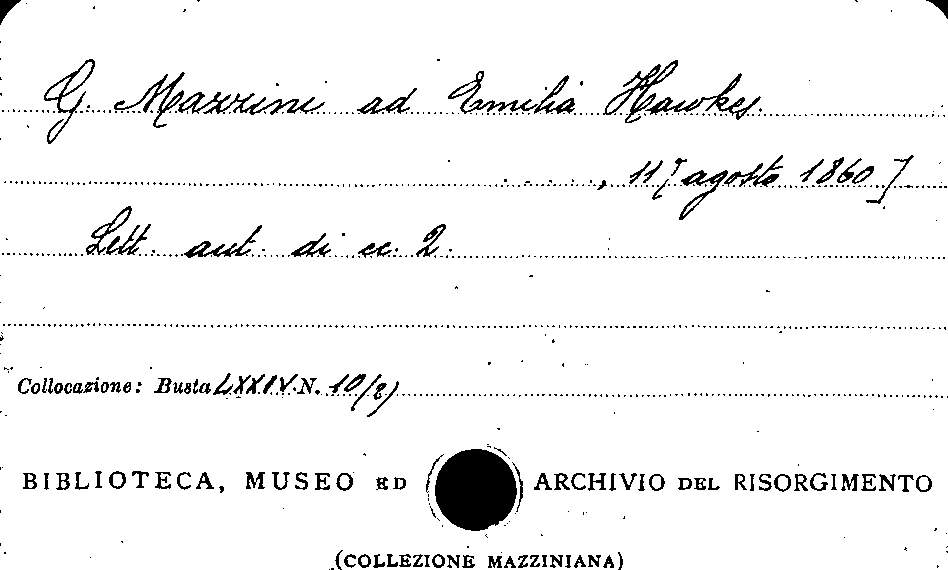 G. Mazzini ad Emilia Hawkes.
. . . . ., 11 [agosto 1860]
Lett. aut. di cc. 2.
Collocazione: Busta LXXIV N. 10/(8)
BIBLIOTECA, MUSEO ED ARCHIVIO DEL RISORGIMENTO
(COLLEZIONE MAZZINIANA)